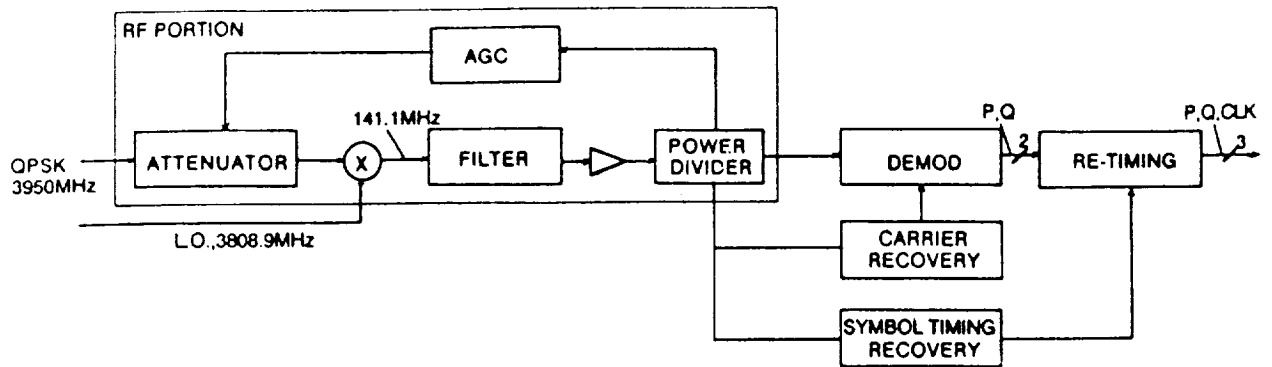 RF PORTION
AGC
141.1MHz
P,Q
P,Q,CLK
2
3
QPSK
3950MHz
ATTENUATOR
X
FILTER
POWER
DIVIDER
DEMOD
RE-TIMING
L.O.,3808.9MHz
CARRIER
RECOVERY
SYMBOL TIMING
RECOVERY